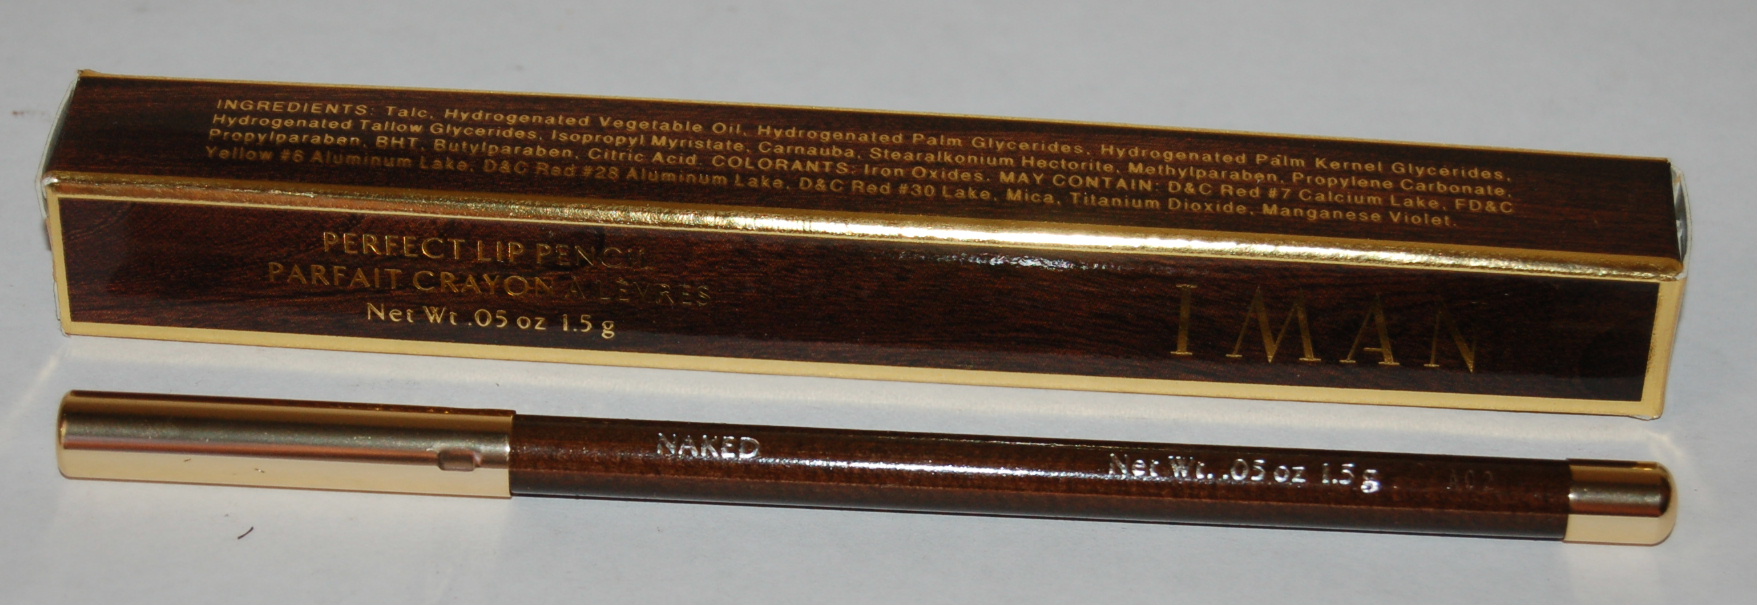 INGREDIENTS: Talc, Hydrogenated Vegetable Oil, Hydrogenated Palm Glycerides, Hydrogenated Palm Kernel Glycerides,
Hydrogenated Tallow Glycerides, Isopropyl Myristate, Carnauba, Stearalkonium Hectorite, Methylparaben, Propylene Carbonate,
Propylparaben, BHT, Butylparaben, Citric Acid. COLORANTS: Iron Oxides. MAY CONTAIN: D&C Red #7 Calcium Lake, FD&C
Yellow #6 Aluminum Lake, D&C Red #28 Aluminum Lake, D&C Red #30 Lake, Mica, Titanium Dioxide, Manganese Violet.
PERFECT LIP PENCIL
PARFAIT CRAYON À LÈVRES
Net Wt .05 oz 1.5 g
IMAN
NAKED
Net Wt. .05 oz 1.5 g